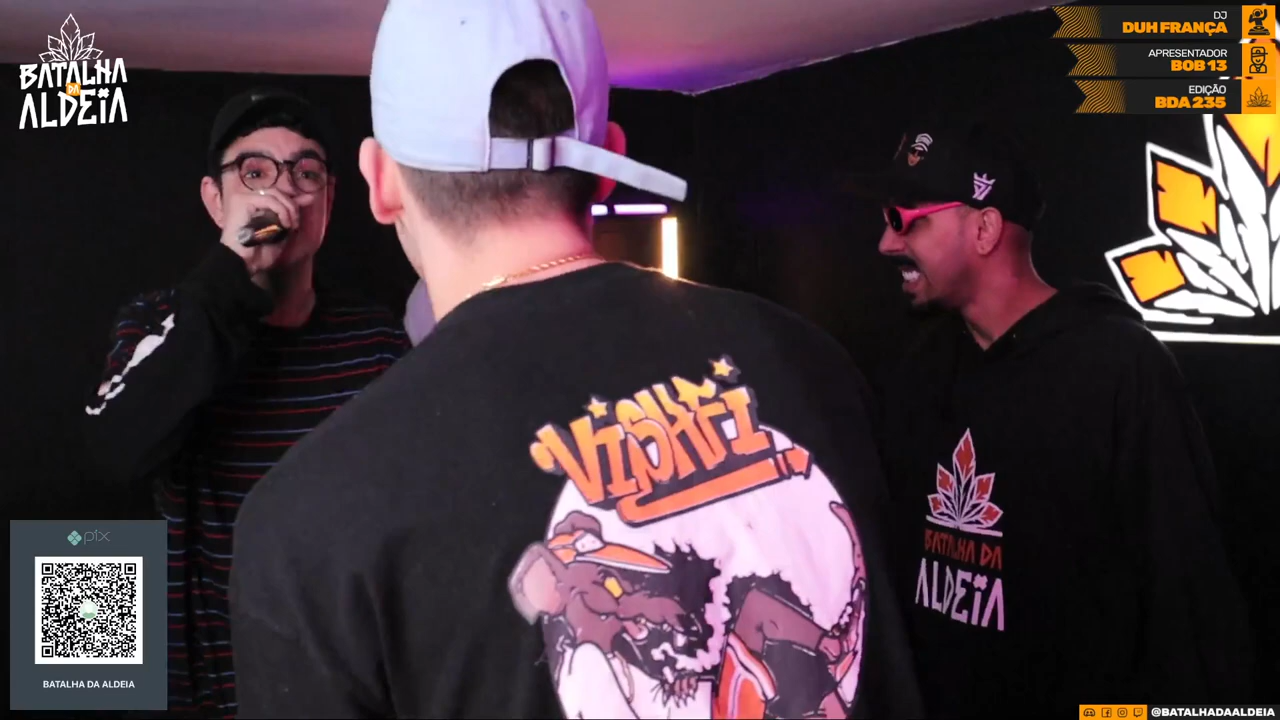 BATALHA
DA
ALDEIA
DJ
DUH FRANÇA
APRESENTADOR
BOB 13
EDIÇÃO
BDA 235
VISHFI
BATALHA DA
ALDEIA
pix
BATALHA DA ALDEIA
@BATALHADAALDEIA